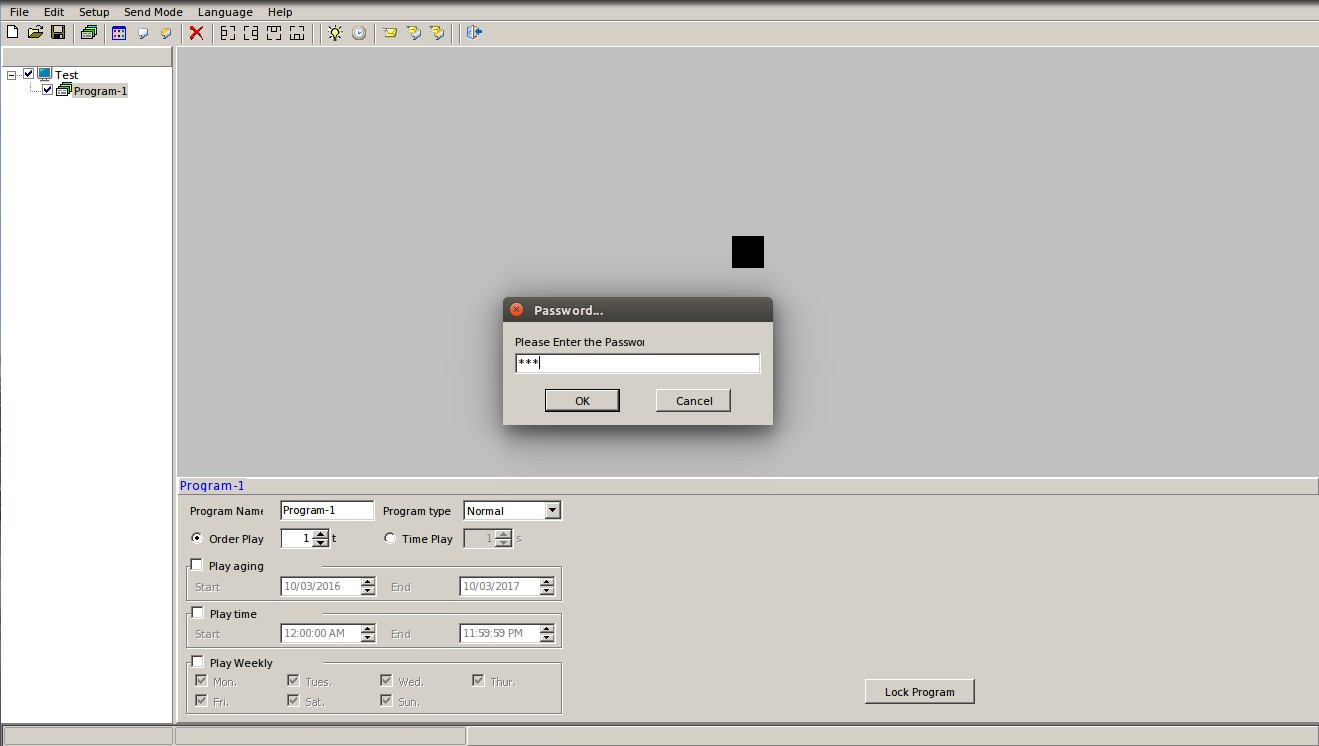 File Edit Setup Send Mode Language Help
Test
Program-1
Password...
Please Enter the Passwor
***
OK Cancel
Program-1
Program Name Program-1 Program type Normal
Order Play 1 t Time Play 1 s
Play aging
Start 10/03/2016 End 10/03/2017
Play time
Start 12:00:00 AM End 11:59:59 PM
Play Weekly
Mon. Tues. Wed. Thur.
Fri. Sat. Sun.
Lock Program